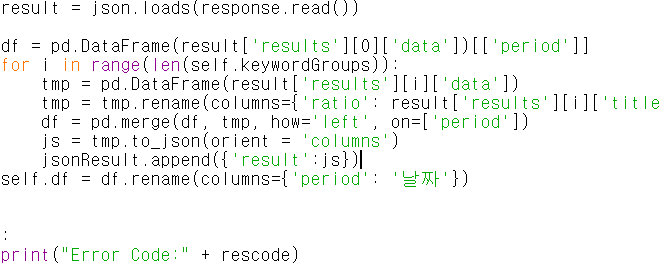 result = json.loads(response.read())
df = pd.DataFrame(result['results'][0]['data'])[['period']]
for i in range(len(self.keywordGroups)):
tmp = pd.DataFrame(result['results'][i]['data'])
tmp = tmp.rename(columns={'ratio': result['results'][i]['title
df = pd.merge(df, tmp, how='left', on=['period'])
js = tmp.to_json(orient = 'columns')
jsonResult.append({'result':js})
self.df = df.rename(columns={'period': '날짜'})
:
print("Error Code:" + rescode)